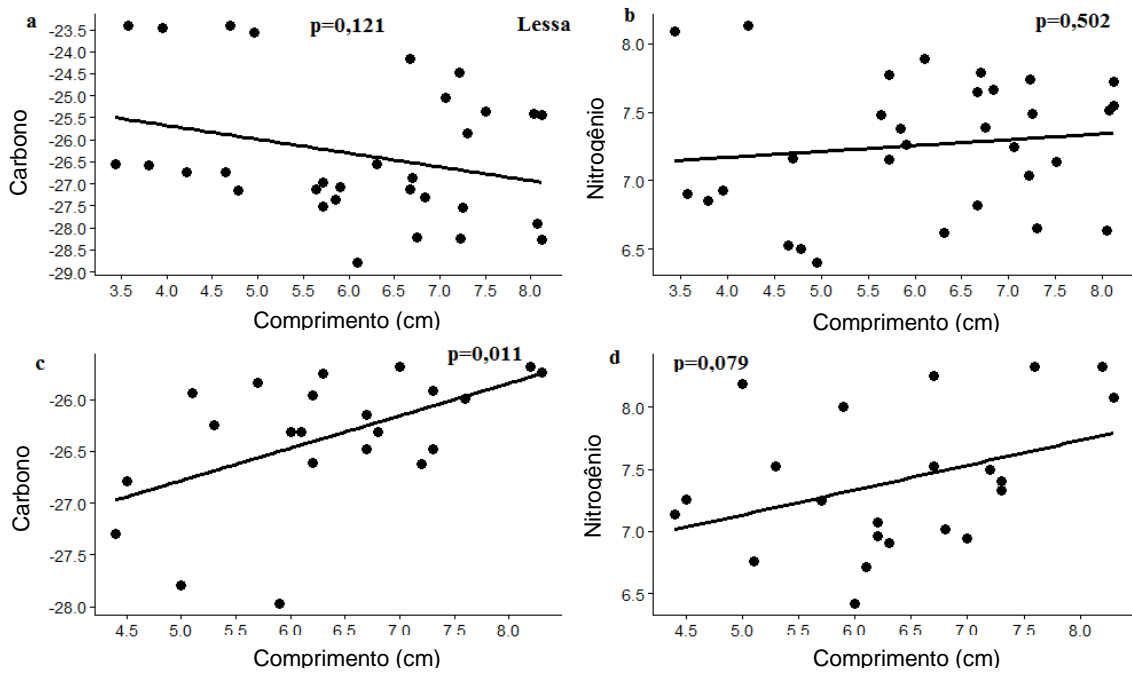 a
p=0,121
Lessa
-23.5
-24.0
-24.5
-25.0
-25.5
-26.0
-26.5
-27.0
-27.5
-28.0
-28.5
-29.0
Carbono
3.5 4.0 4.5 5.0 5.5 6.0 6.5 7.0 7.5 8.0
Comprimento (cm)
b
p=0,502
8.0
7.5
7.0
6.5
Nitrogênio
3.5 4.0 4.5 5.0 5.5 6.0 6.5 7.0 7.5 8.0
Comprimento (cm)
c
p=0,011
-26.0
-26.5
-27.0
-27.5
-28.0
Carbono
4.5 5.0 5.5 6.0 6.5 7.0 7.5 8.0
Comprimento (cm)
d
p=0,079
8.0
7.5
7.0
6.5
Nitrogênio
4.5 5.0 5.5 6.0 6.5 7.0 7.5 8.0
Comprimento (cm)